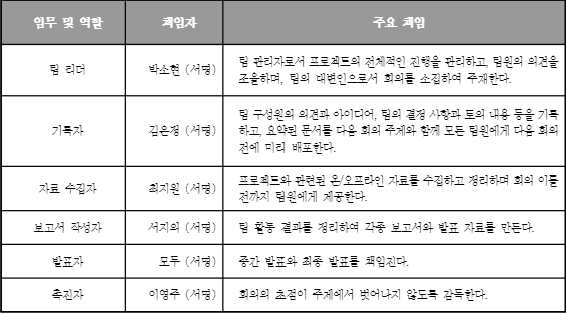 임무 및 역할 책임자 주요 책임
팀 리더 박소현 (서명) 팀 관리자로서 프로젝트의 전체적인 진행을 관리하고, 팀원의 의견을
조율하며, 팀의 대변인으로서 회의를 소집하여 주재한다.
기록자 김은정 (서명) 팀 구성원의 의견과 아이디어, 팀의 결정 사항과 토의 내용 등을 기록
하고, 요약된 문서를 다음 회의 주제와 함께 모든 팀원에게 다음 회의
전에 미리 배포한다.
자료 수집자 최지원 (서명) 프로젝트와 관련된 온/오프라인 자료를 수집하고 정리하며 회의 이틀
전까지 팀원에게 제공한다.
보고서 작성자 서지의 (서명) 팀 활동 결과를 정리하여 각종 보고서와 발표 자료를 만든다.
발표자 모두 (서명) 중간 발표와 최종 발표를 책임진다.
촉진자 이영주 (서명) 회의의 초점이 주제에서 벗어나지 않도록 감독한다.